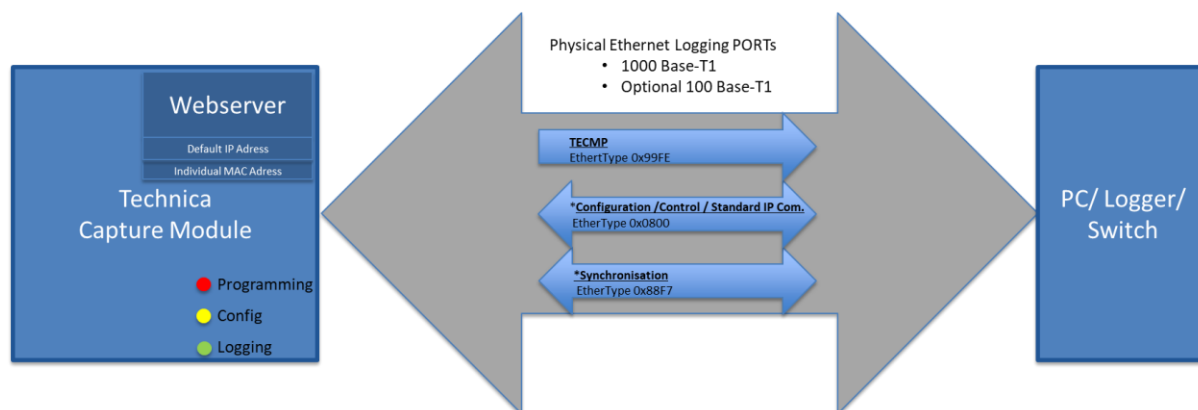 Physical Ethernet Logging PORTs
• 1000 Base-T1
• Optional 100 Base-T1
Webserver
Default IP Adress
Individual MAC Adress
Technica
Capture Module
Programming
Config
Logging
TECMP
EthertType 0x99FE
*Configuration /Control / Standard IP Com.
EtherType 0x0800
*Synchronisation
EtherType 0x88F7
PC/ Logger/
Switch